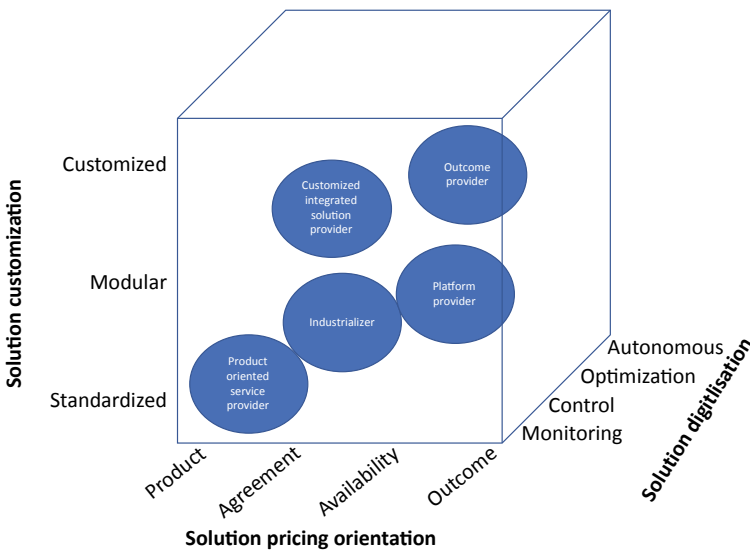 Solution customization
Customized
Modular
Standardized
Outcome
provider
Customized
integrated
solution
provider
Platform
provider
Industrializer
Product
oriented
service
provider
Autonomous
Optimization
Control
Monitoring
Solution digitlisation
Product
Agreement
Availability
Outcome
Solution pricing orientation